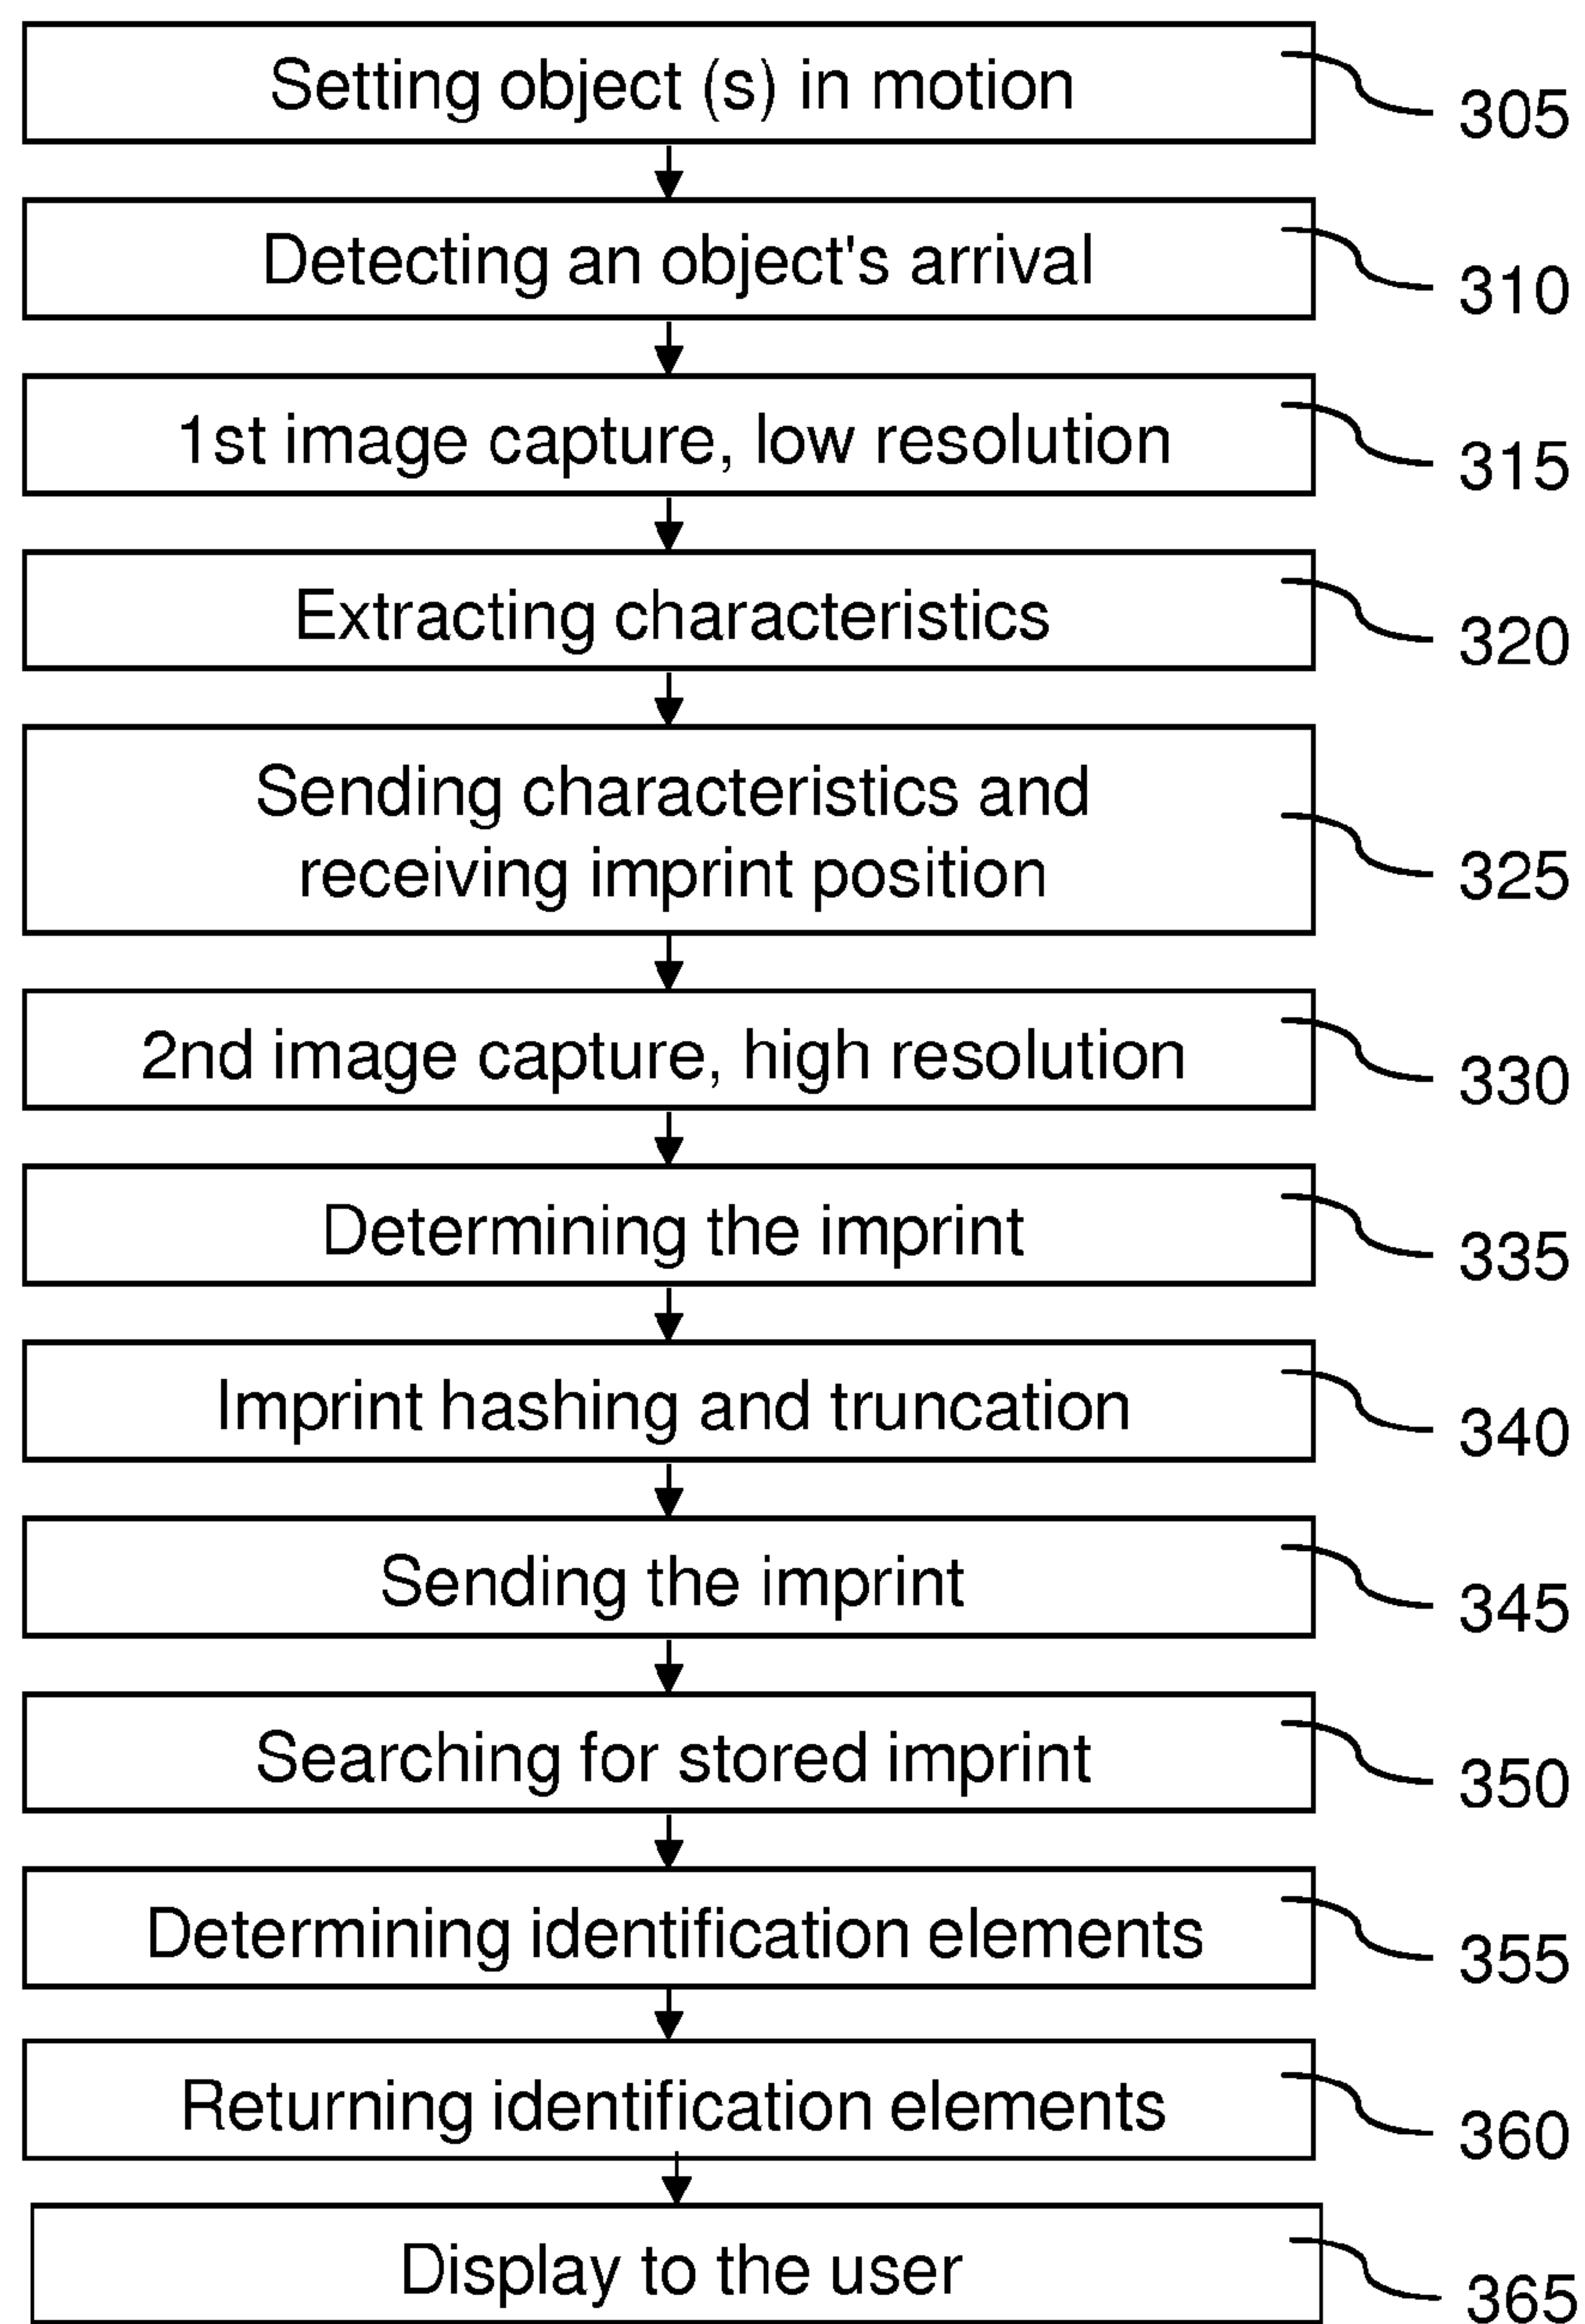 Setting object (s) in motion
305
Detecting an object's arrival
310
1st image capture, low resolution
315
Extracting characteristics
320
Sending characteristics and
receiving imprint position
325
2nd image capture, high resolution
330
Determining the imprint
335
Imprint hashing and truncation
340
Sending the imprint
345
Searching for stored imprint
350
Determining identification elements
355
Returning identification elements
360
Display to the user
365